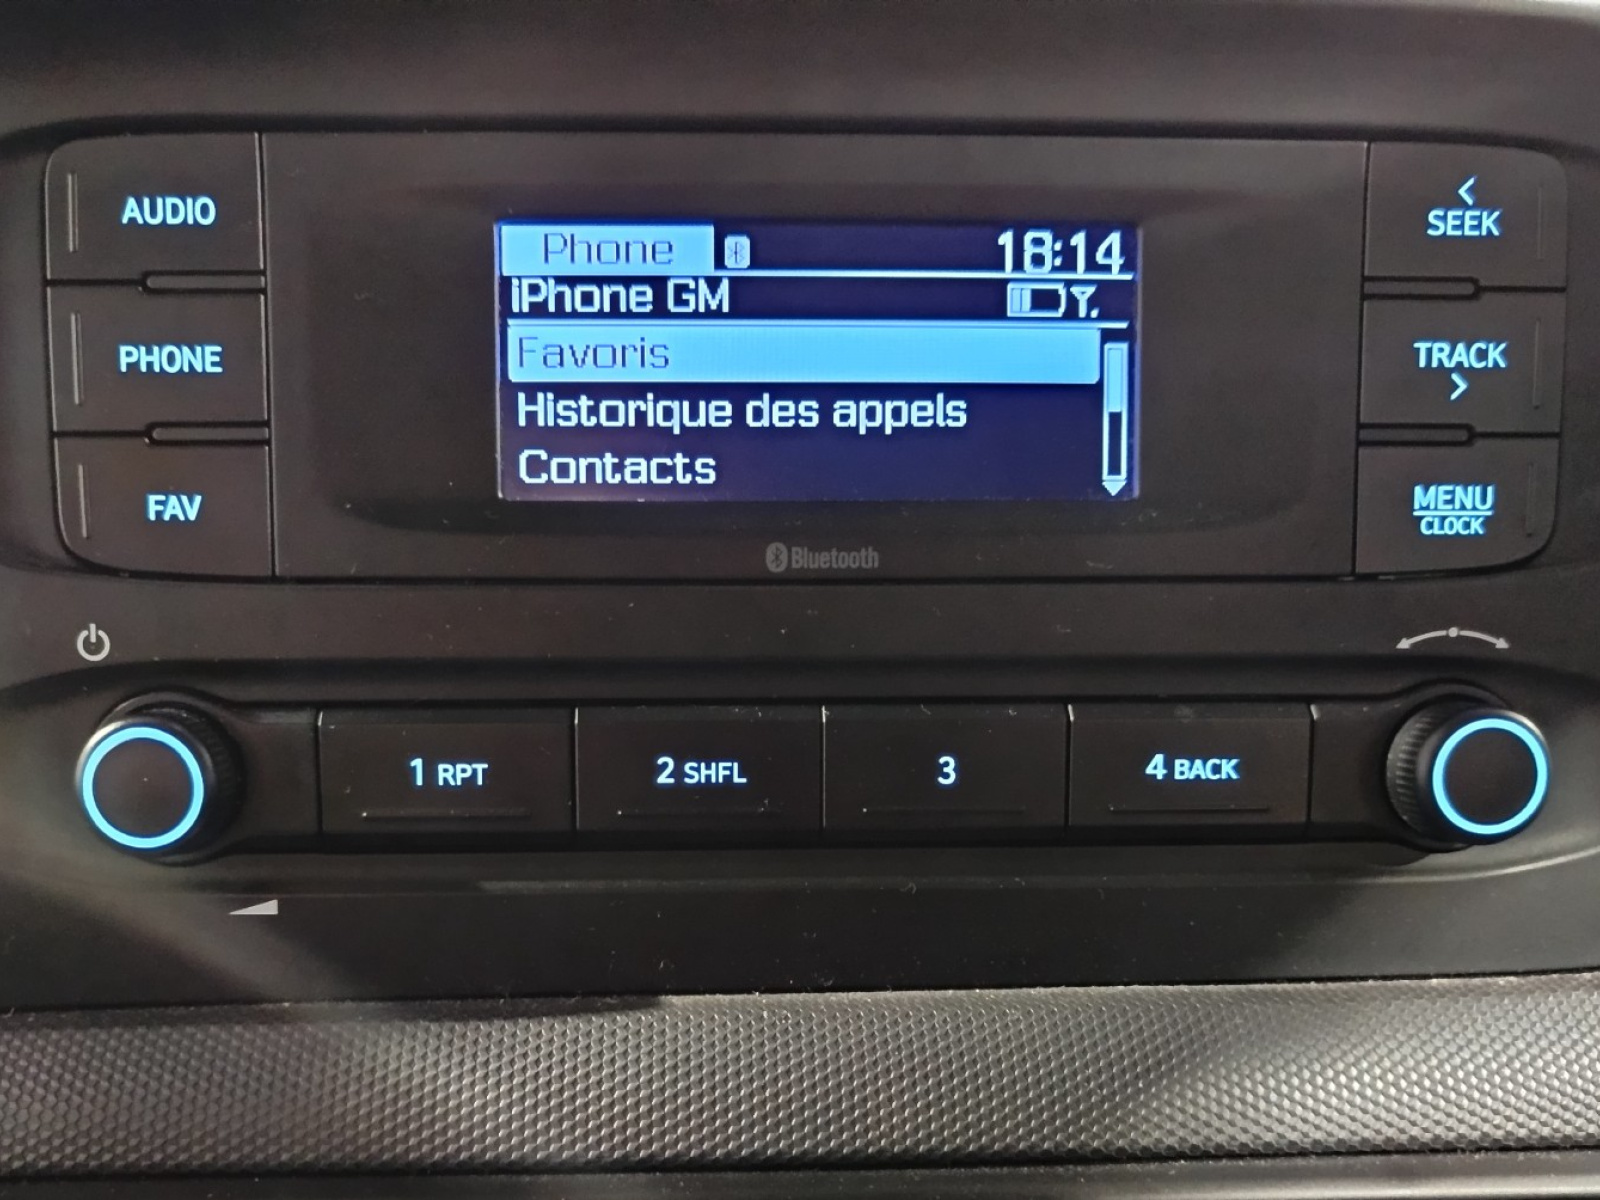 AUDIO
PHONE
FAV
Phone 18:14
iPhone GM
Favoris
Historique des appels
Contacts
Bluetooth
< SEEK
TRACK >
MENU
CLOCK
1 RPT
2 SHFL
3
4 BACK